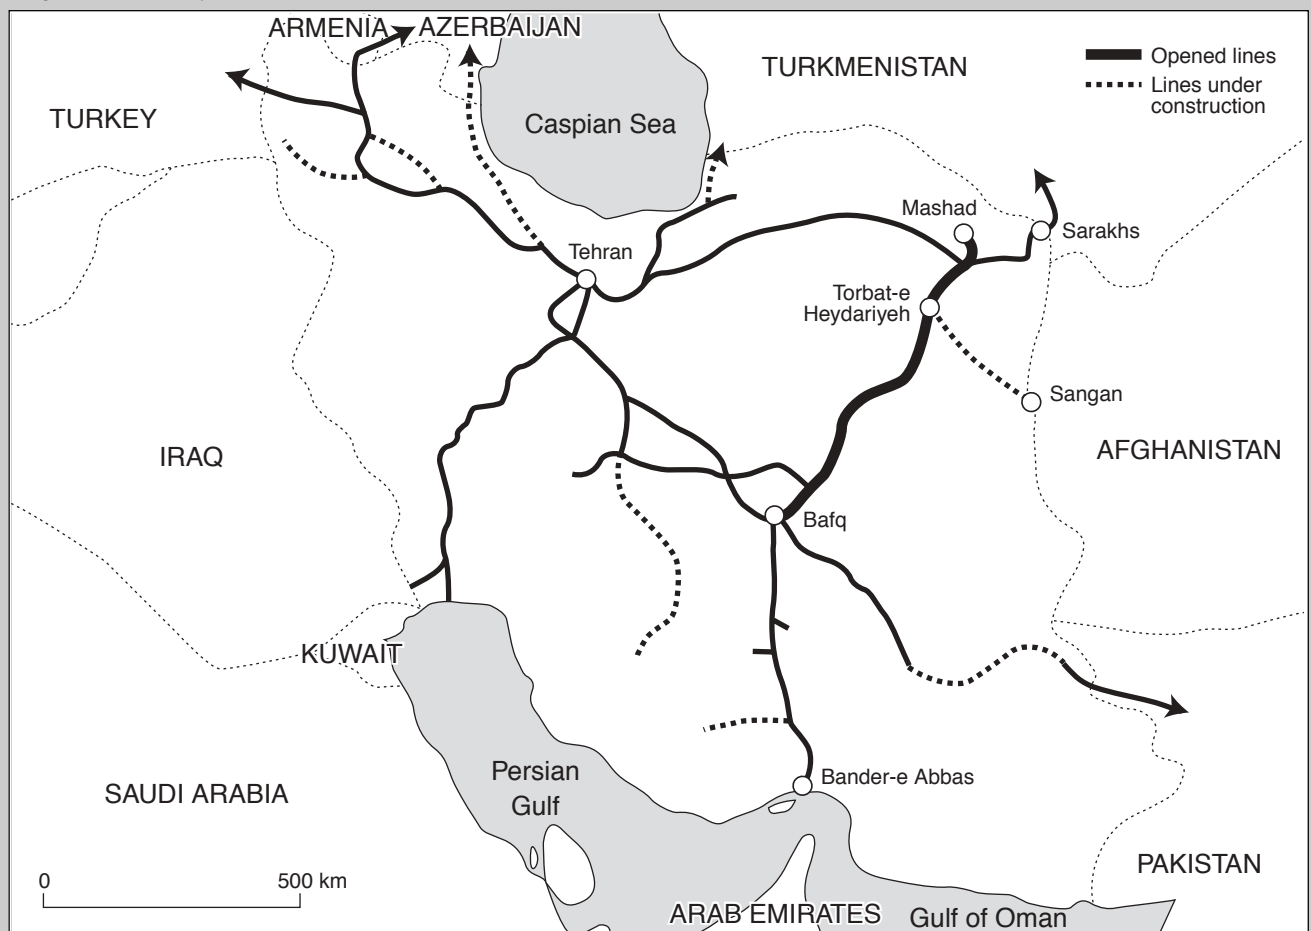 ARMENIA
AZERBAIJAN
TURKMENISTAN
Opened lines
Lines under
construction
TURKEY
Caspian Sea
Mashad
Sarakhs
Tehran
Torbat-e
Heydariyeh
Sangan
IRAQ
AFGHANISTAN
Bafq
KUWAIT
Persian
Gulf
Bander-e Abbas
SAUDI ARABIA
PAKISTAN
0
500 km
ARAB EMIRATES
Gulf of Oman